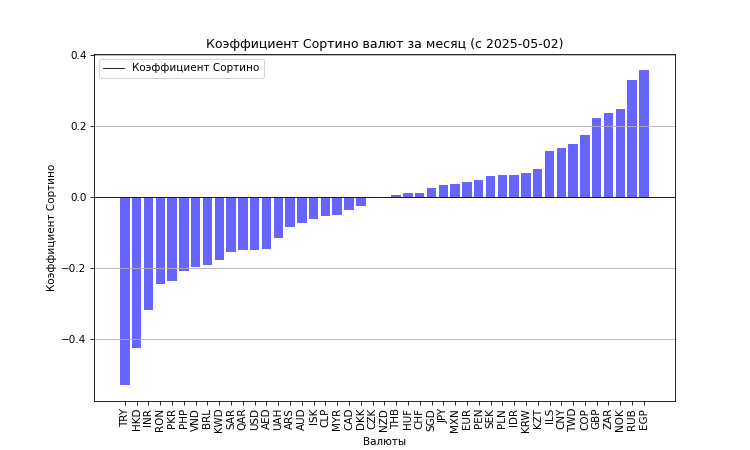 Коэффициент Сортино валют за месяц (с 2025-05-02)
Коэффициент Сортино
Коэффициент Сортино
0.4
0.2
0.0
−0.2
−0.4
TRY HKD INR RON PKR PHP VND BRL KWD SAR QAR USD AED UAH ARS AUD ISK CLP MYR CAD DKK CZK NZD THB HUF CHF SGD JPY MXN EUR PEN SEK PLN IDR KRW KZT ILS CNY TWD COP GBP ZAR NOK RUB EGP
Валюты